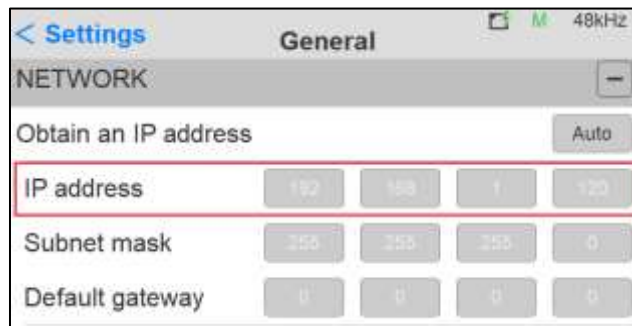 < Settings General M 48kHz
NETWORK −
Obtain an IP address Auto
IP address 192 168 1 120
Subnet mask 255 255 255 0
Default gateway 0 0 0 0